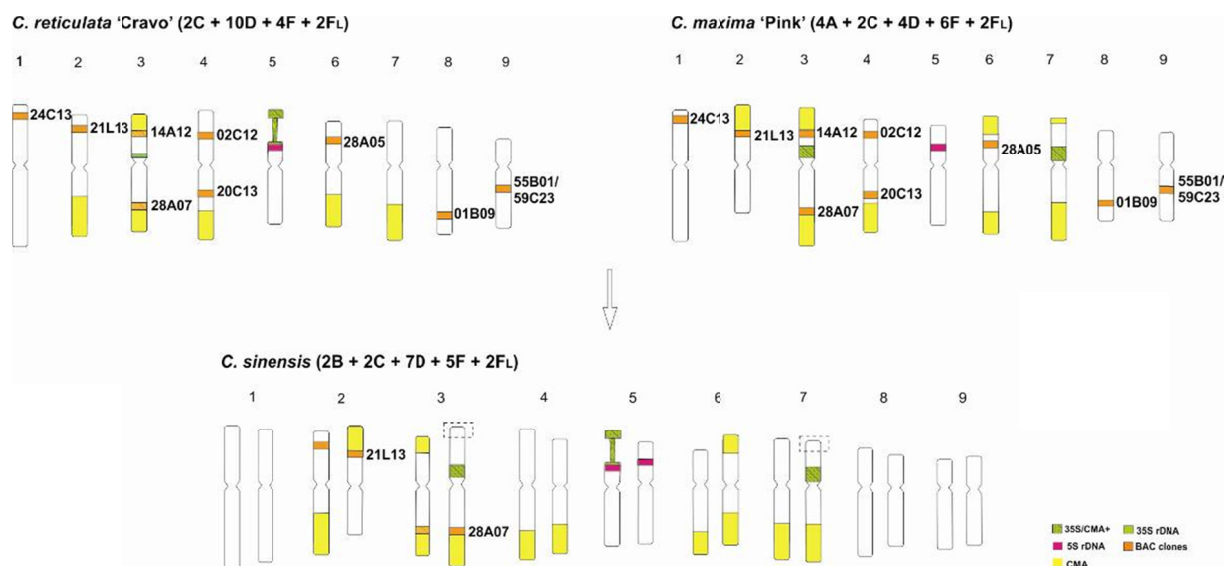 C. reticulata 'Cravo' (2C + 10D + 4F + 2FL)
1 2 3 4 5 6 7 8 9
24C13
21L13
14A12
28A07
02C12
20C13
28A05
01B09
55B01/
59C23
C. maxima 'Pink' (4A + 2C + 4D + 6F + 2FL)
1 2 3 4 5 6 7 8 9
24C13
21L13
14A12
28A07
02C12
20C13
28A05
01B09
55B01/
59C23
C. sinensis (2B + 2C + 7D + 5F + 2FL)
1 2 3 4 5 6 7 8 9
21L13
28A07
35S/CMA+
35S rDNA
5S rDNA
BAC clones
CMA